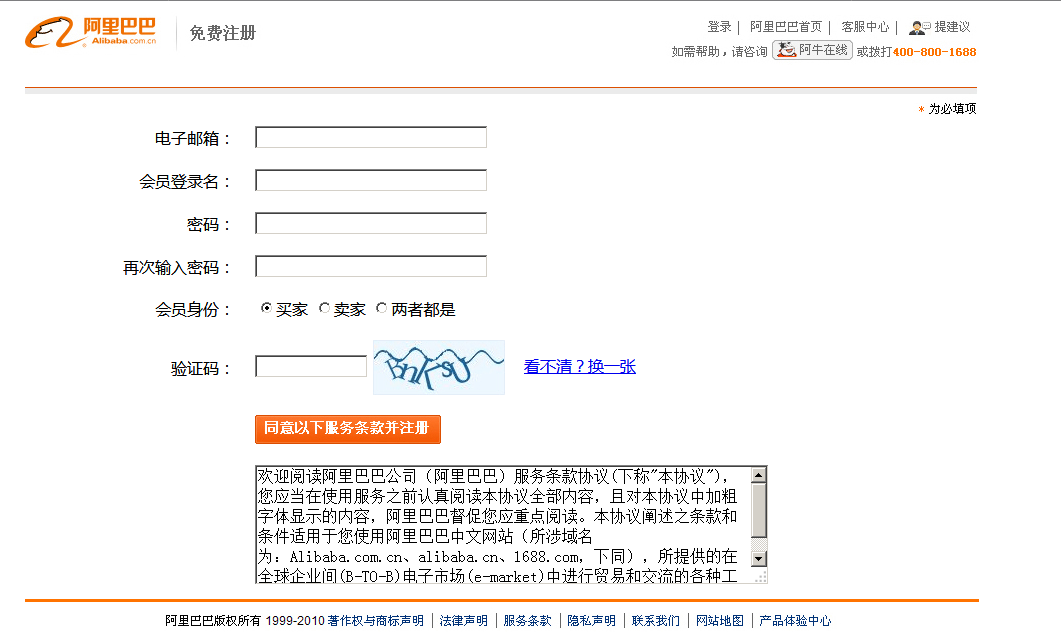 阿里巴巴
Alibaba.com.cn
免费注册
登录 | 阿里巴巴首页 | 客服中心 | 提建议
如需帮助，请咨询 阿牛在线 或拨打400-800-1688
* 为必填项
电子邮箱：
会员登录名：
密码：
再次输入密码：
会员身份： 买家 卖家 两者都是
验证码： BnKSU 看不清？换一张
同意以下服务条款并注册
欢迎阅读阿里巴巴公司（阿里巴巴）服务条款协议(下称"本协议")，
您应当在使用服务之前认真阅读本协议全部内容，且对本协议中加粗
字体显示的内容，阿里巴巴督促您应重点阅读。本协议阐述之条款和
条件适用于您使用阿里巴巴中文网站（所涉域名
为：Alibaba.com.cn、alibaba.cn、1688.com，下同），所提供的在
全球企业间(B-TO-B)电子市场(e-market)中进行贸易和交流的各种工
阿里巴巴版权所有 1999-2010 著作权与商标声明 | 法律声明 | 服务条款 | 隐私声明 | 联系我们 | 网站地图 | 产品体验中心